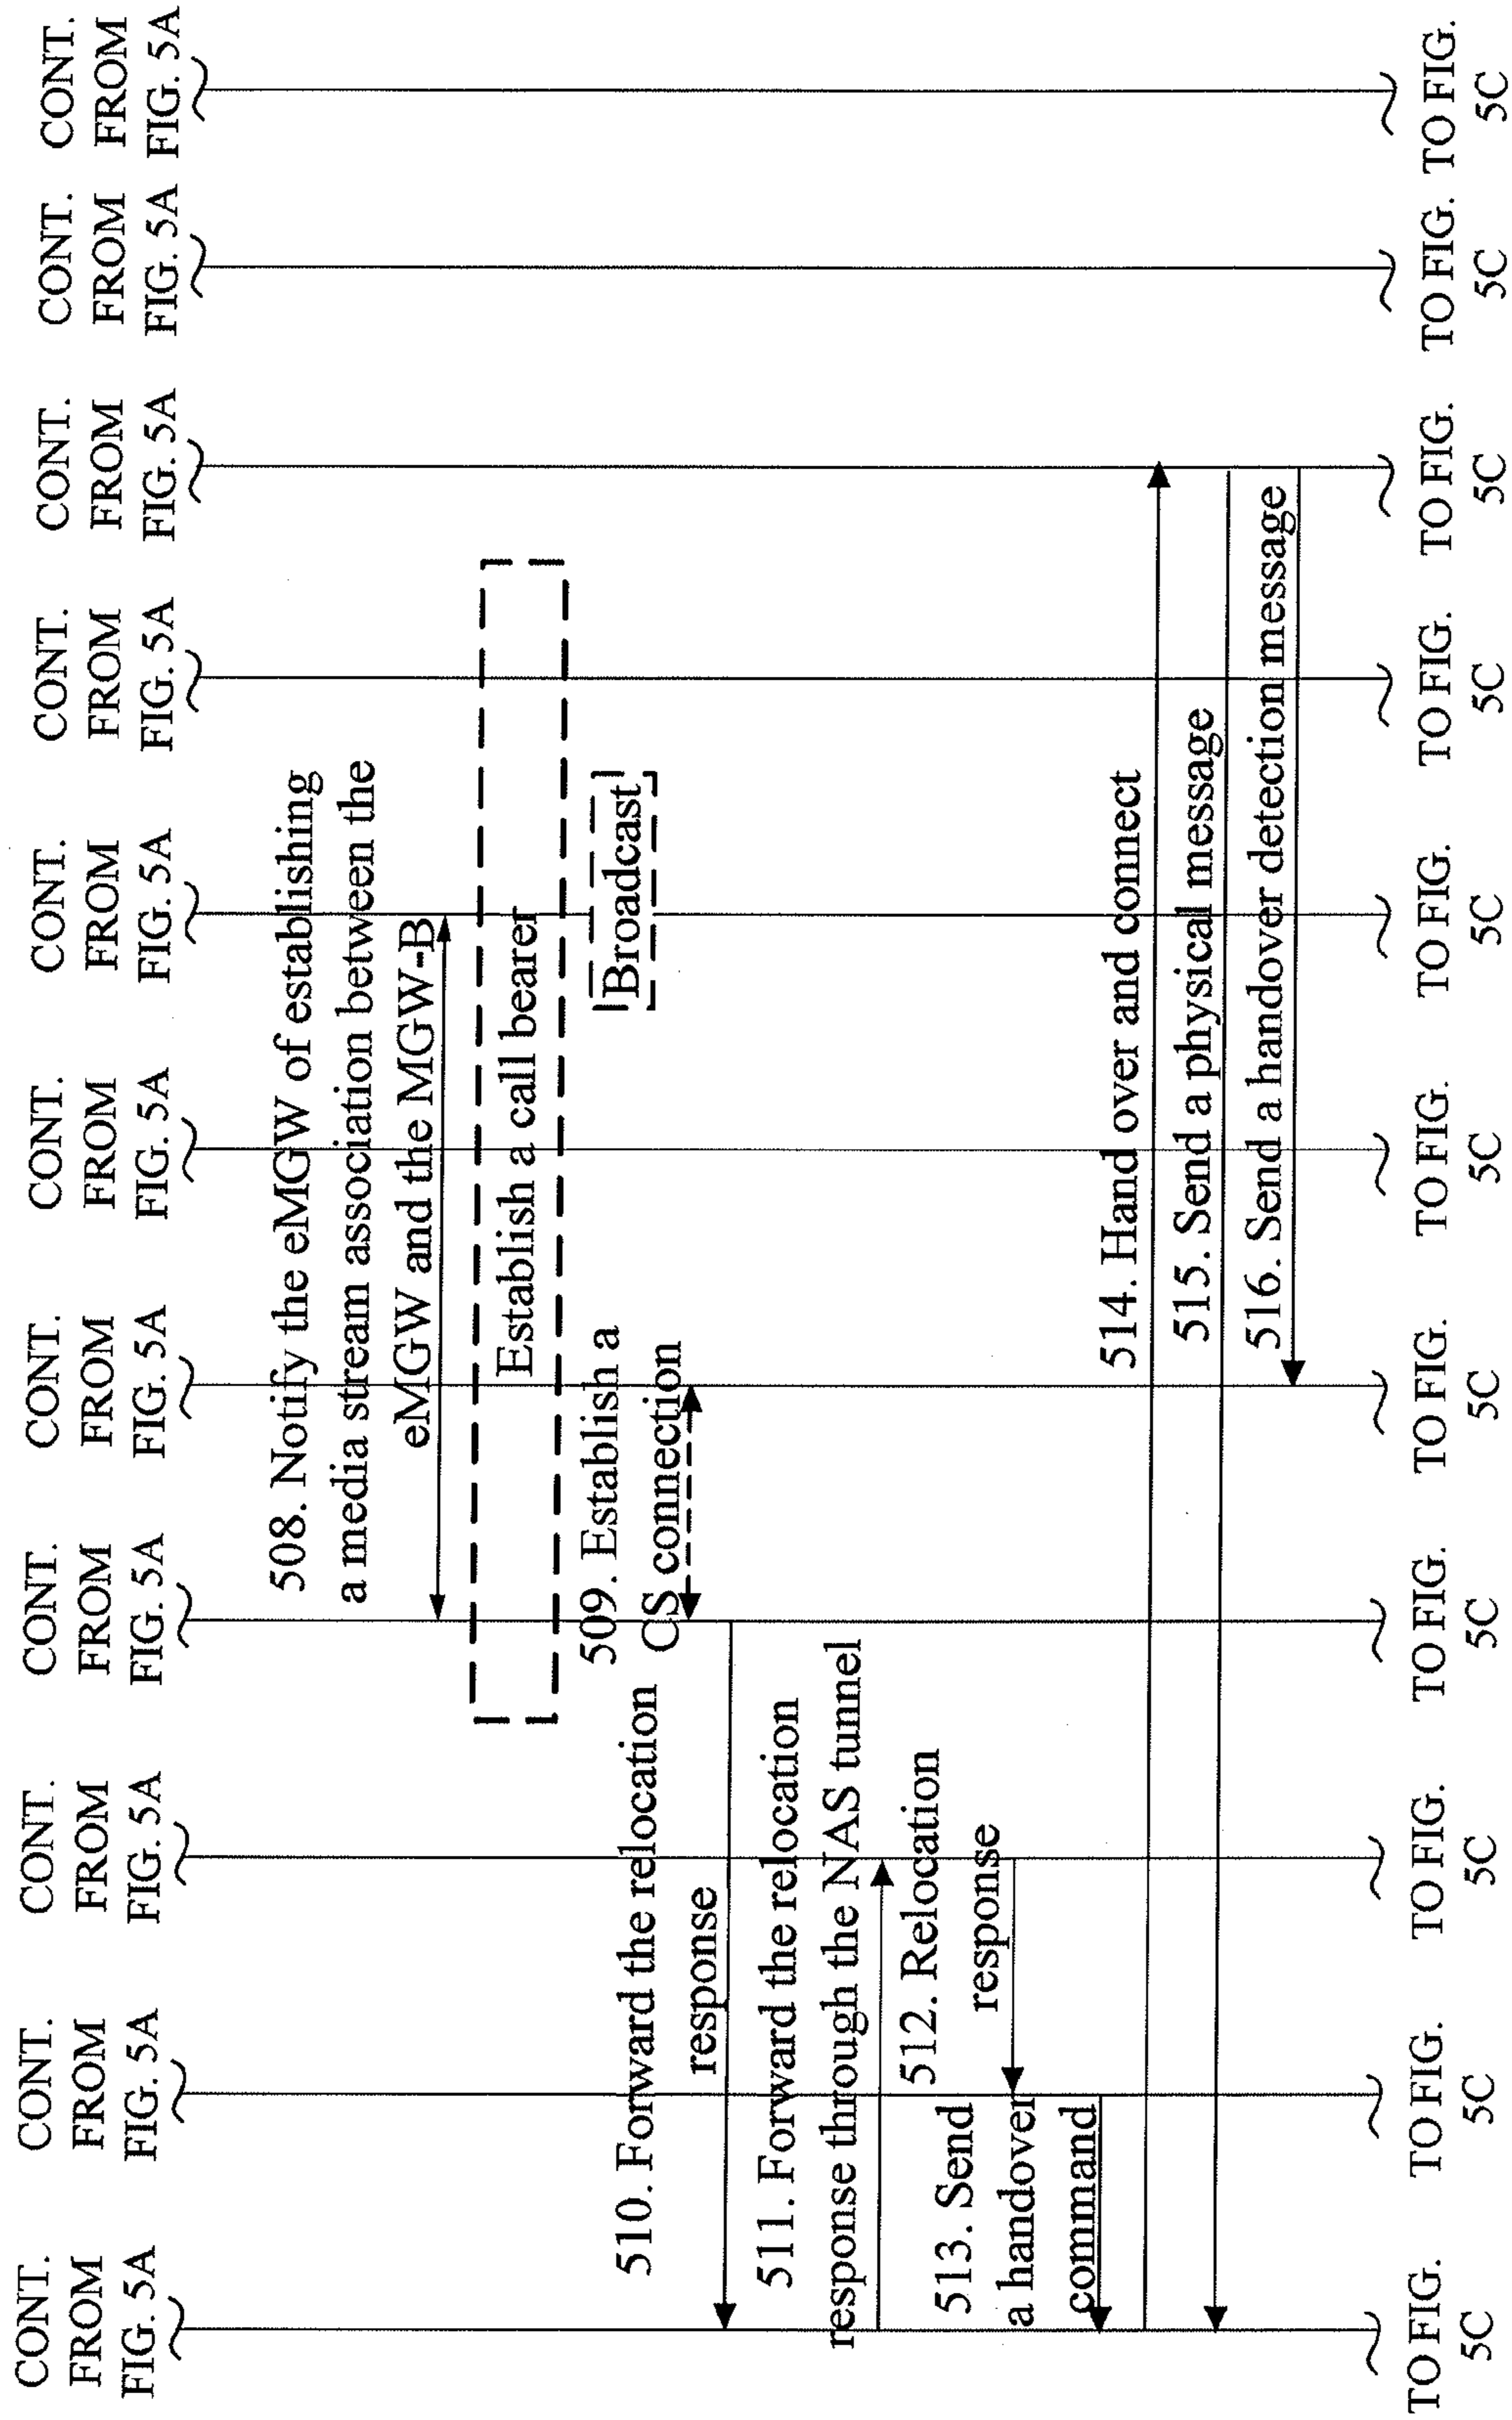 CONT.
FROM
FIG. 5A
CONT.
FROM
FIG. 5A
CONT.
FROM
FIG. 5A
CONT.
FROM
FIG. 5A
CONT.
FROM
FIG. 5A
CONT.
FROM
FIG. 5A
CONT.
FROM
FIG. 5A
CONT.
FROM
FIG. 5A
CONT.
FROM
FIG. 5A
CONT.
FROM
FIG. 5A
CONT.
FROM
FIG. 5A
508. Notify the eMGW of establishing
a media stream association between the
eMGW and the MGW-B
Establish a call bearer
Broadcast
509. Establish a
CS connection
510. Forward the relocation
response
511. Forward the relocation
response through the NAS tunnel
512. Relocation
response
513. Send
a handover
command
514. Hand over and connect
515. Send a physical message
516. Send a handover detection message
TO FIG.
5C
TO FIG.
5C
TO FIG.
5C
TO FIG.
5C
TO FIG.
5C
TO FIG.
5C
TO FIG.
5C
TO FIG.
5C
TO FIG.
5C
TO FIG.
5C
TO FIG.
5C